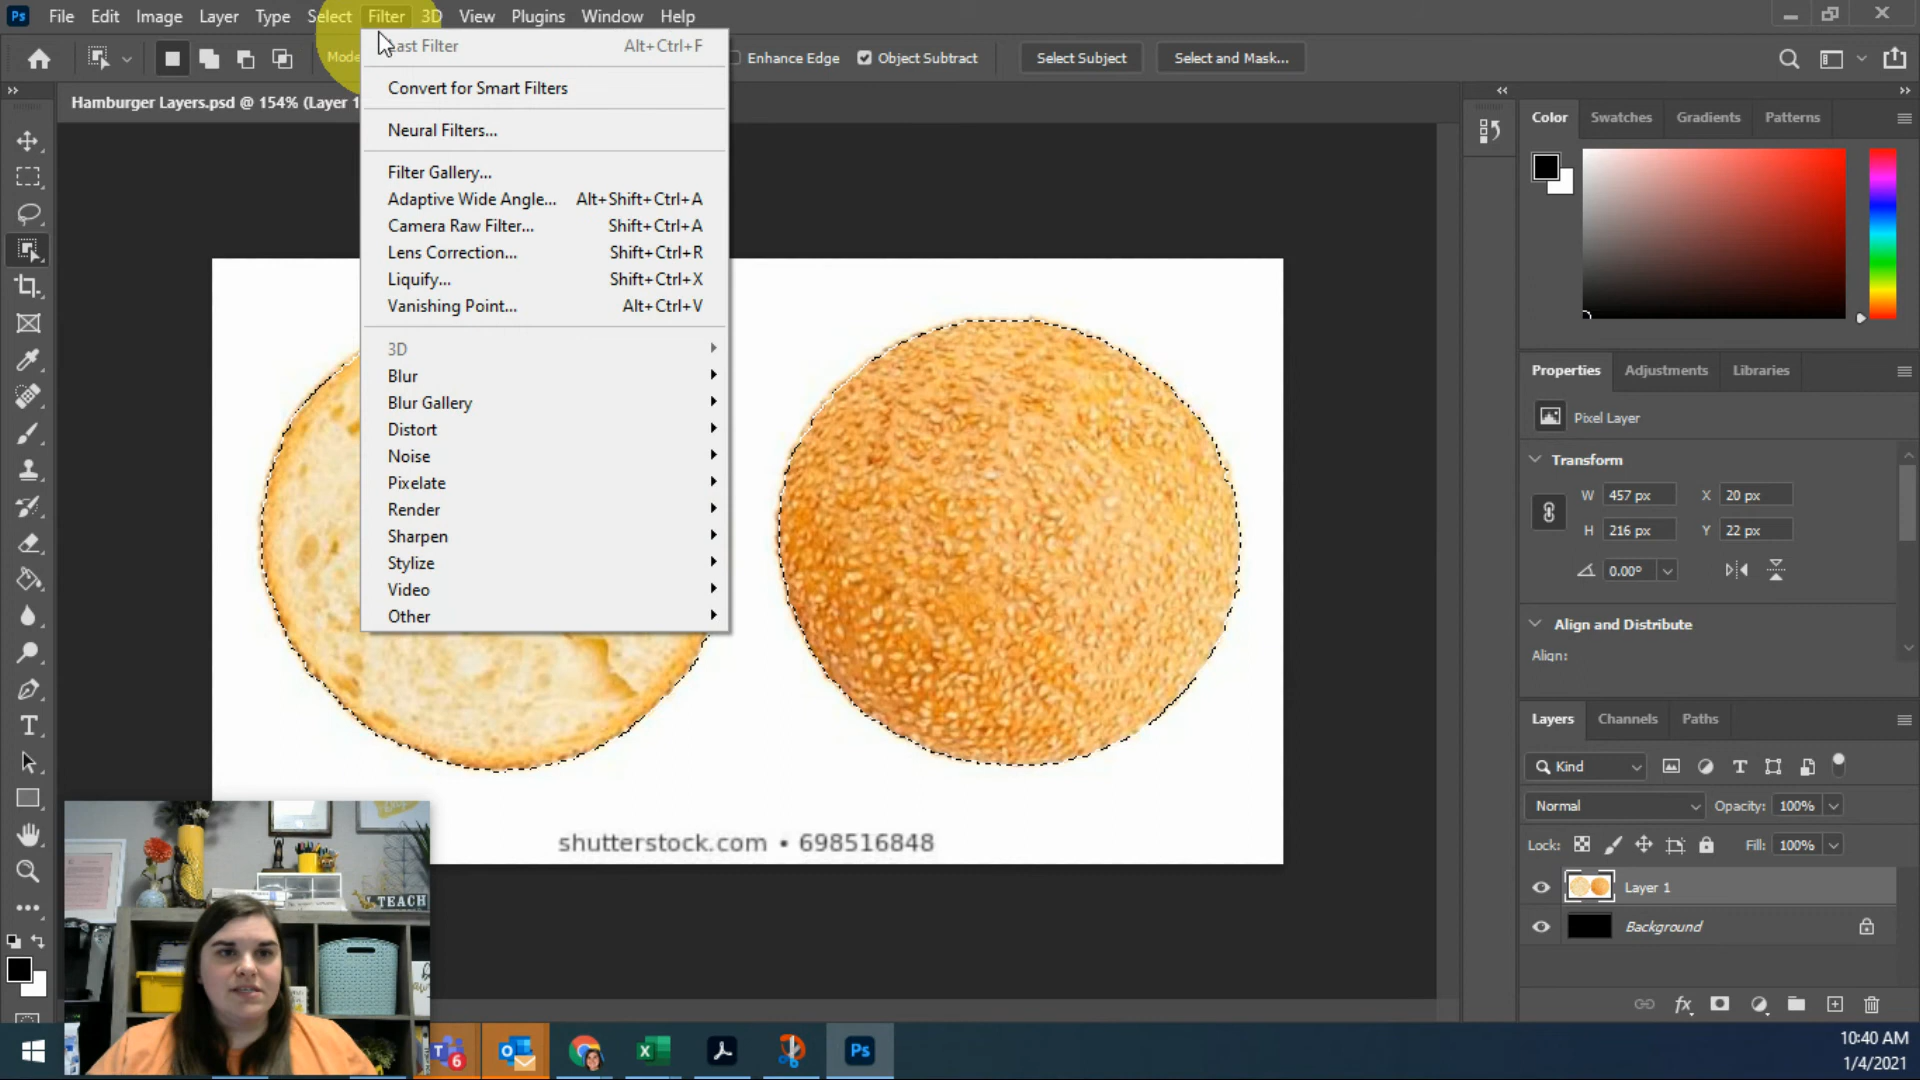 Ps File Edit Image Layer Type Select Filter 3D View Plugins Window Help
Enhance Edge Object Subtract Select Subject Select and Mask...
Hamburger Layers.psd @ 154% (Layer 1
Last Filter Alt+Ctrl+F
Convert for Smart Filters
Neural Filters...
Filter Gallery...
Adaptive Wide Angle... Alt+Shift+Ctrl+A
Camera Raw Filter... Shift+Ctrl+A
Lens Correction... Shift+Ctrl+R
Liquify... Shift+Ctrl+X
Vanishing Point... Alt+Ctrl+V
3D
Blur
Blur Gallery
Distort
Noise
Pixelate
Render
Sharpen
Stylize
Video
Other
shutterstock.com • 698516848
Color Swatches Gradients Patterns
Properties Adjustments Libraries
Pixel Layer
Transform
W 457 px X 20 px
H 216 px Y 22 px
0.00°
Align and Distribute
Align:
Layers Channels Paths
Kind
Normal Opacity: 100%
Lock: Fill: 100%
Layer 1
Background
fx
TEACH
6
Ps
10:40 AM
1/4/2021